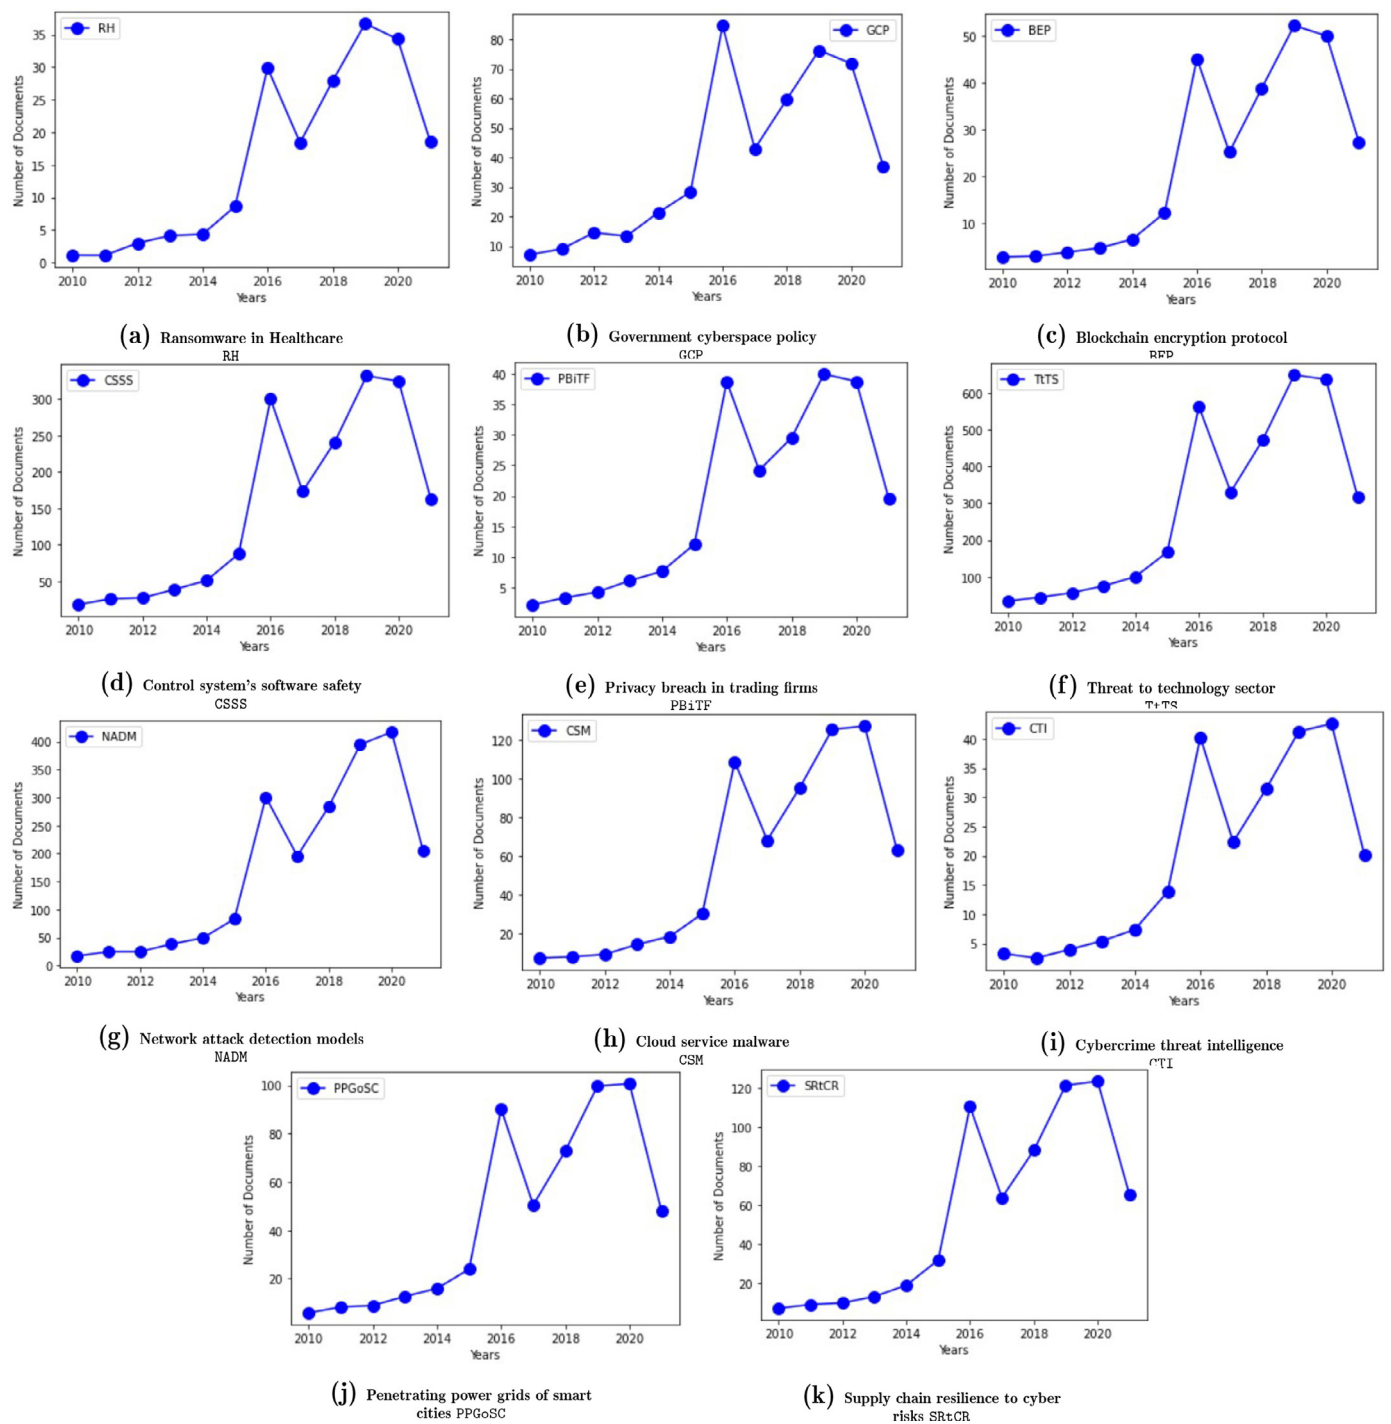 RH
Number of Documents
35
30
25
20
15
10
5
0
2010 2012 2014 2016 2018 2020
Years
(a) Ransomware in Healthcare
RH
GCP
Number of Documents
80
70
60
50
40
30
20
10
2010 2012 2014 2016 2018 2020
Years
(b) Government cyberspace policy
GCP
BEP
Number of Documents
50
40
30
20
10
2010 2012 2014 2016 2018 2020
Years
(c) Blockchain encryption protocol
BEP
CSSS
Number of Documents
300
250
200
150
100
50
2010 2012 2014 2016 2018 2020
Years
(d) Control system's software safety
CSSS
PBiTF
Number of Documents
40
35
30
25
20
15
10
5
2010 2012 2014 2016 2018 2020
Years
(e) Privacy breach in trading firms
PBiTF
TtTS
Number of Documents
600
500
400
300
200
100
2010 2012 2014 2016 2018 2020
Years
(f) Threat to technology sector
TtTS
NADM
Number of Documents
400
350
300
250
200
150
100
50
0
2010 2012 2014 2016 2018 2020
Years
(g) Network attack detection models
NADM
CSM
Number of Documents
120
100
80
60
40
20
2010 2012 2014 2016 2018 2020
Years
(h) Cloud service malware
CSM
CTI
Number of Documents
40
35
30
25
20
15
10
5
2010 2012 2014 2016 2018 2020
Years
(i) Cybercrime threat intelligence
CTI
PPGoSC
Number of Documents
100
80
60
40
20
2010 2012 2014 2016 2018 2020
Years
(j) Penetrating power grids of smart
cities PPGoSC
SRtCR
Number of Documents
120
100
80
60
40
20
2010 2012 2014 2016 2018 2020
Years
(k) Supply chain resilience to cyber
risks SRtCR